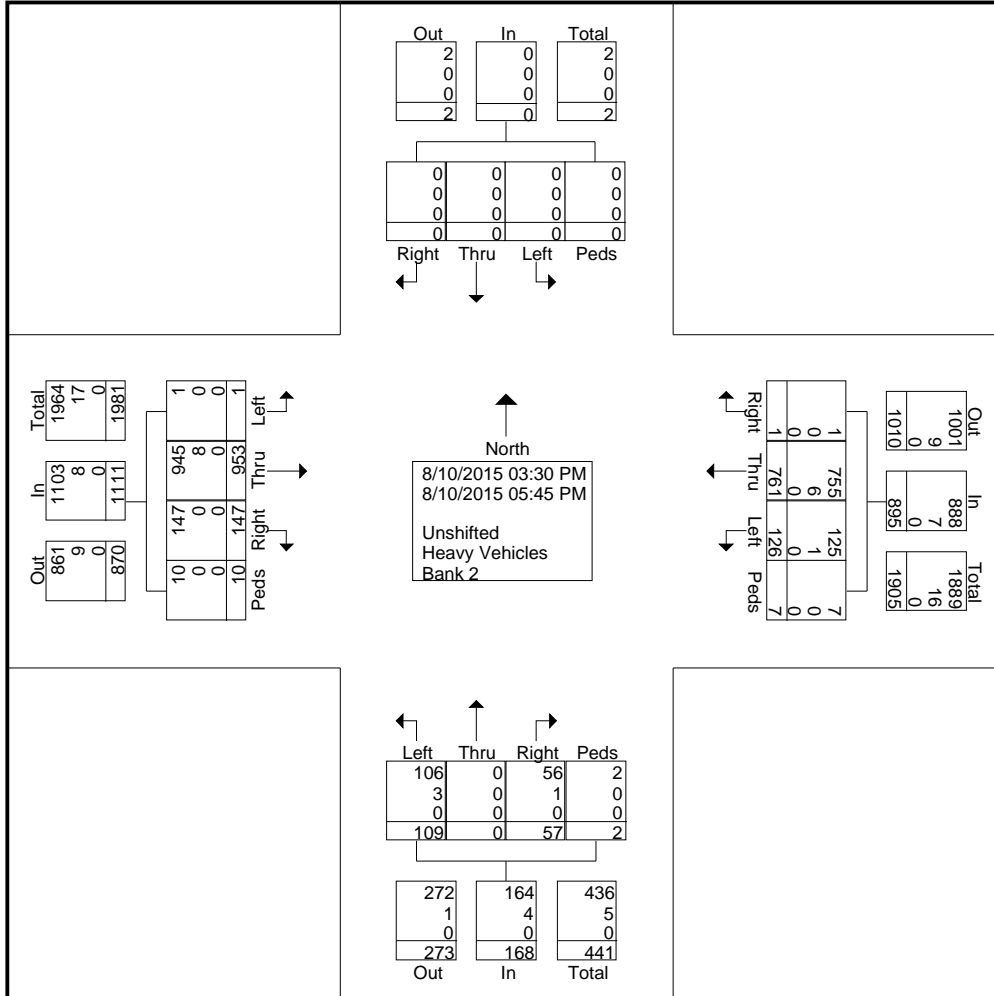 Out In Total
2 0 2
0 0 0
0 0 0
2 0 2
0 0 0 0
0 0 0 0
0 0 0 0
0 0 0 0
Right Thru Left Peds
Total
1964
17
0
1981
In
1103
8
0
1111
Out
861
9
0
870
1 0 0 1
Left
945 8 0 953
Thru
147 0 0 147
Right
10 0 0 10
Peds
North
8/10/2015 03:30 PM
8/10/2015 05:45 PM
Unshifted
Heavy Vehicles
Bank 2
Right
1 0 0 1
Thru
755 6 0 761
Left
125 1 0 126
Peds
7 0 0 7
Out
1001
9
0
1010
In
888
7
0
895
Total
1889
16
0
1905
Left Thru Right Peds
106 0 56 2
3 0 1 0
0 0 0 0
109 0 57 2
272 164 436
1 4 5
0 0 0
273 168 441
Out In Total